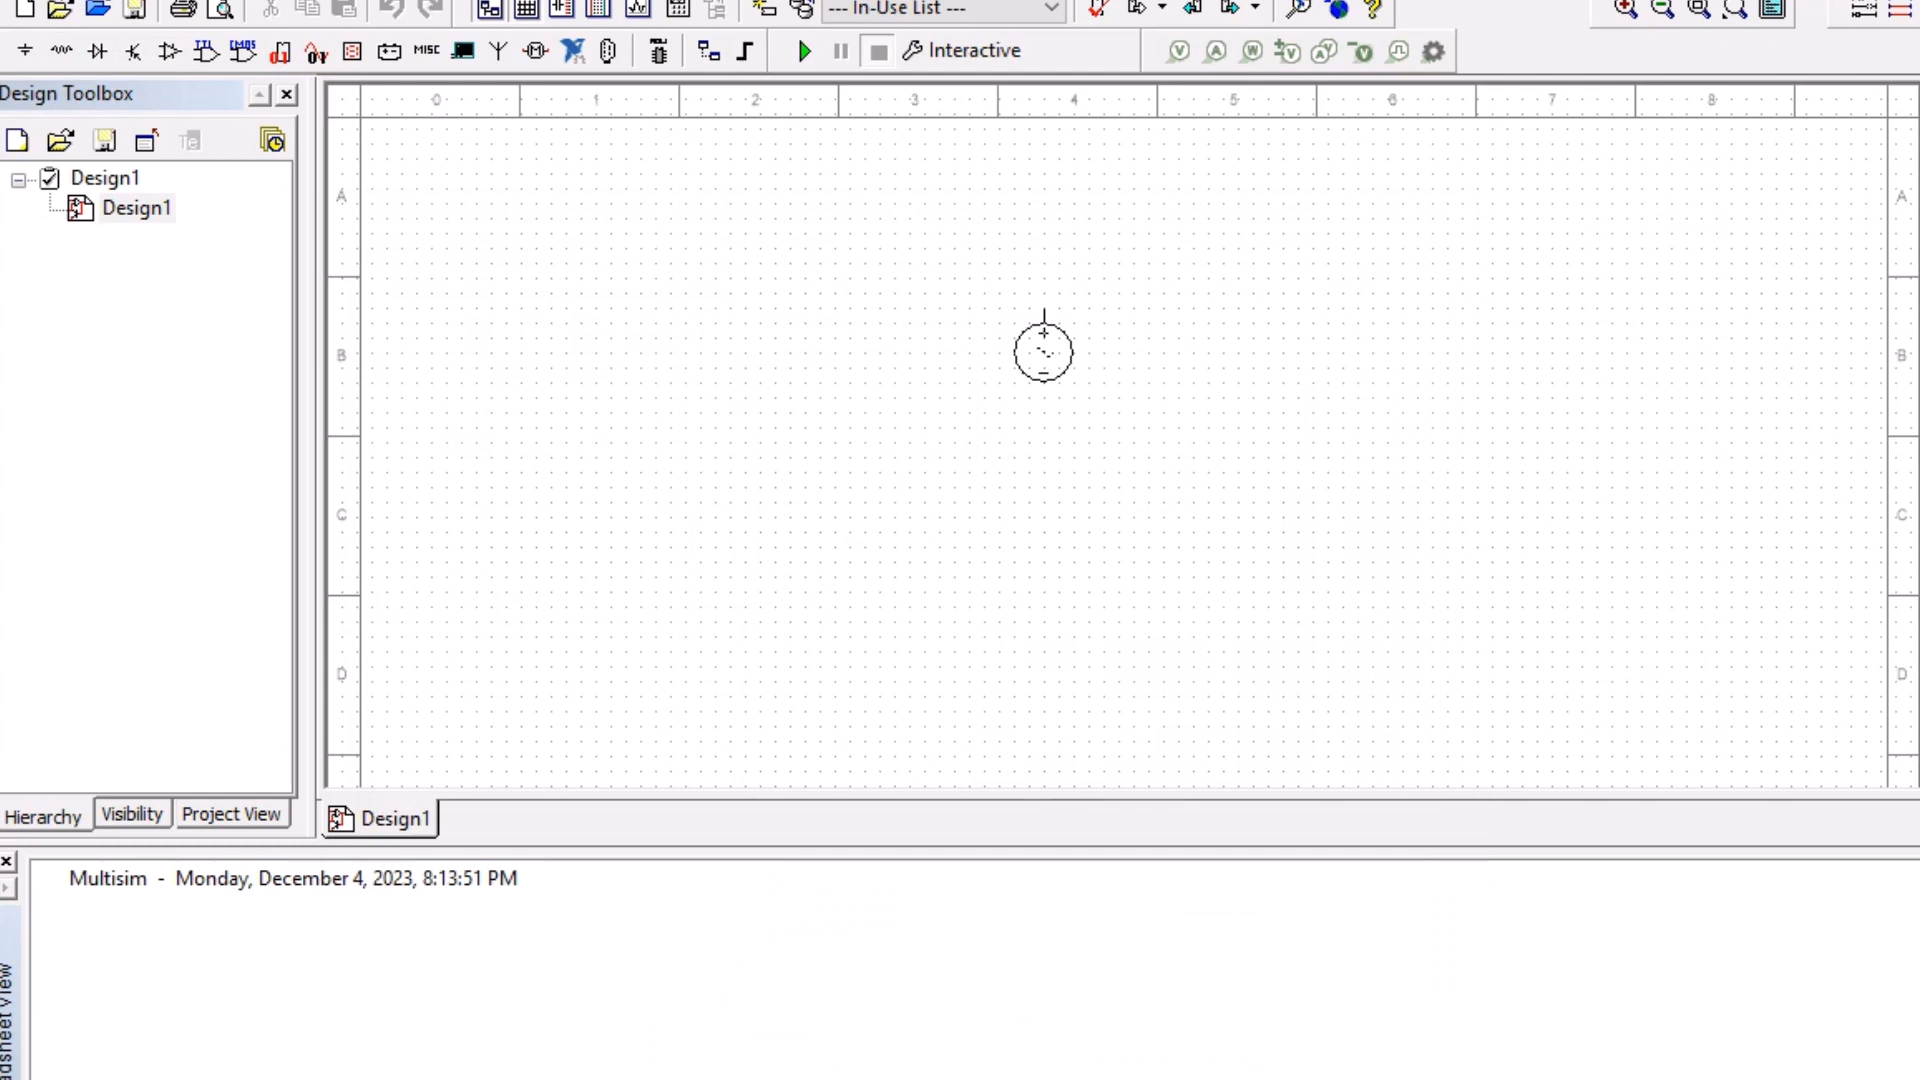 --- In-Use List ---
MISC
Interactive
Design Toolbox
0 1 2 3 4 5 6 7 8
Design1
Design1
A A
B B
C C
D D
Hierarchy Visibility Project View
Design1
Multisim - Monday, December 4, 2023, 8:13:51 PM
View